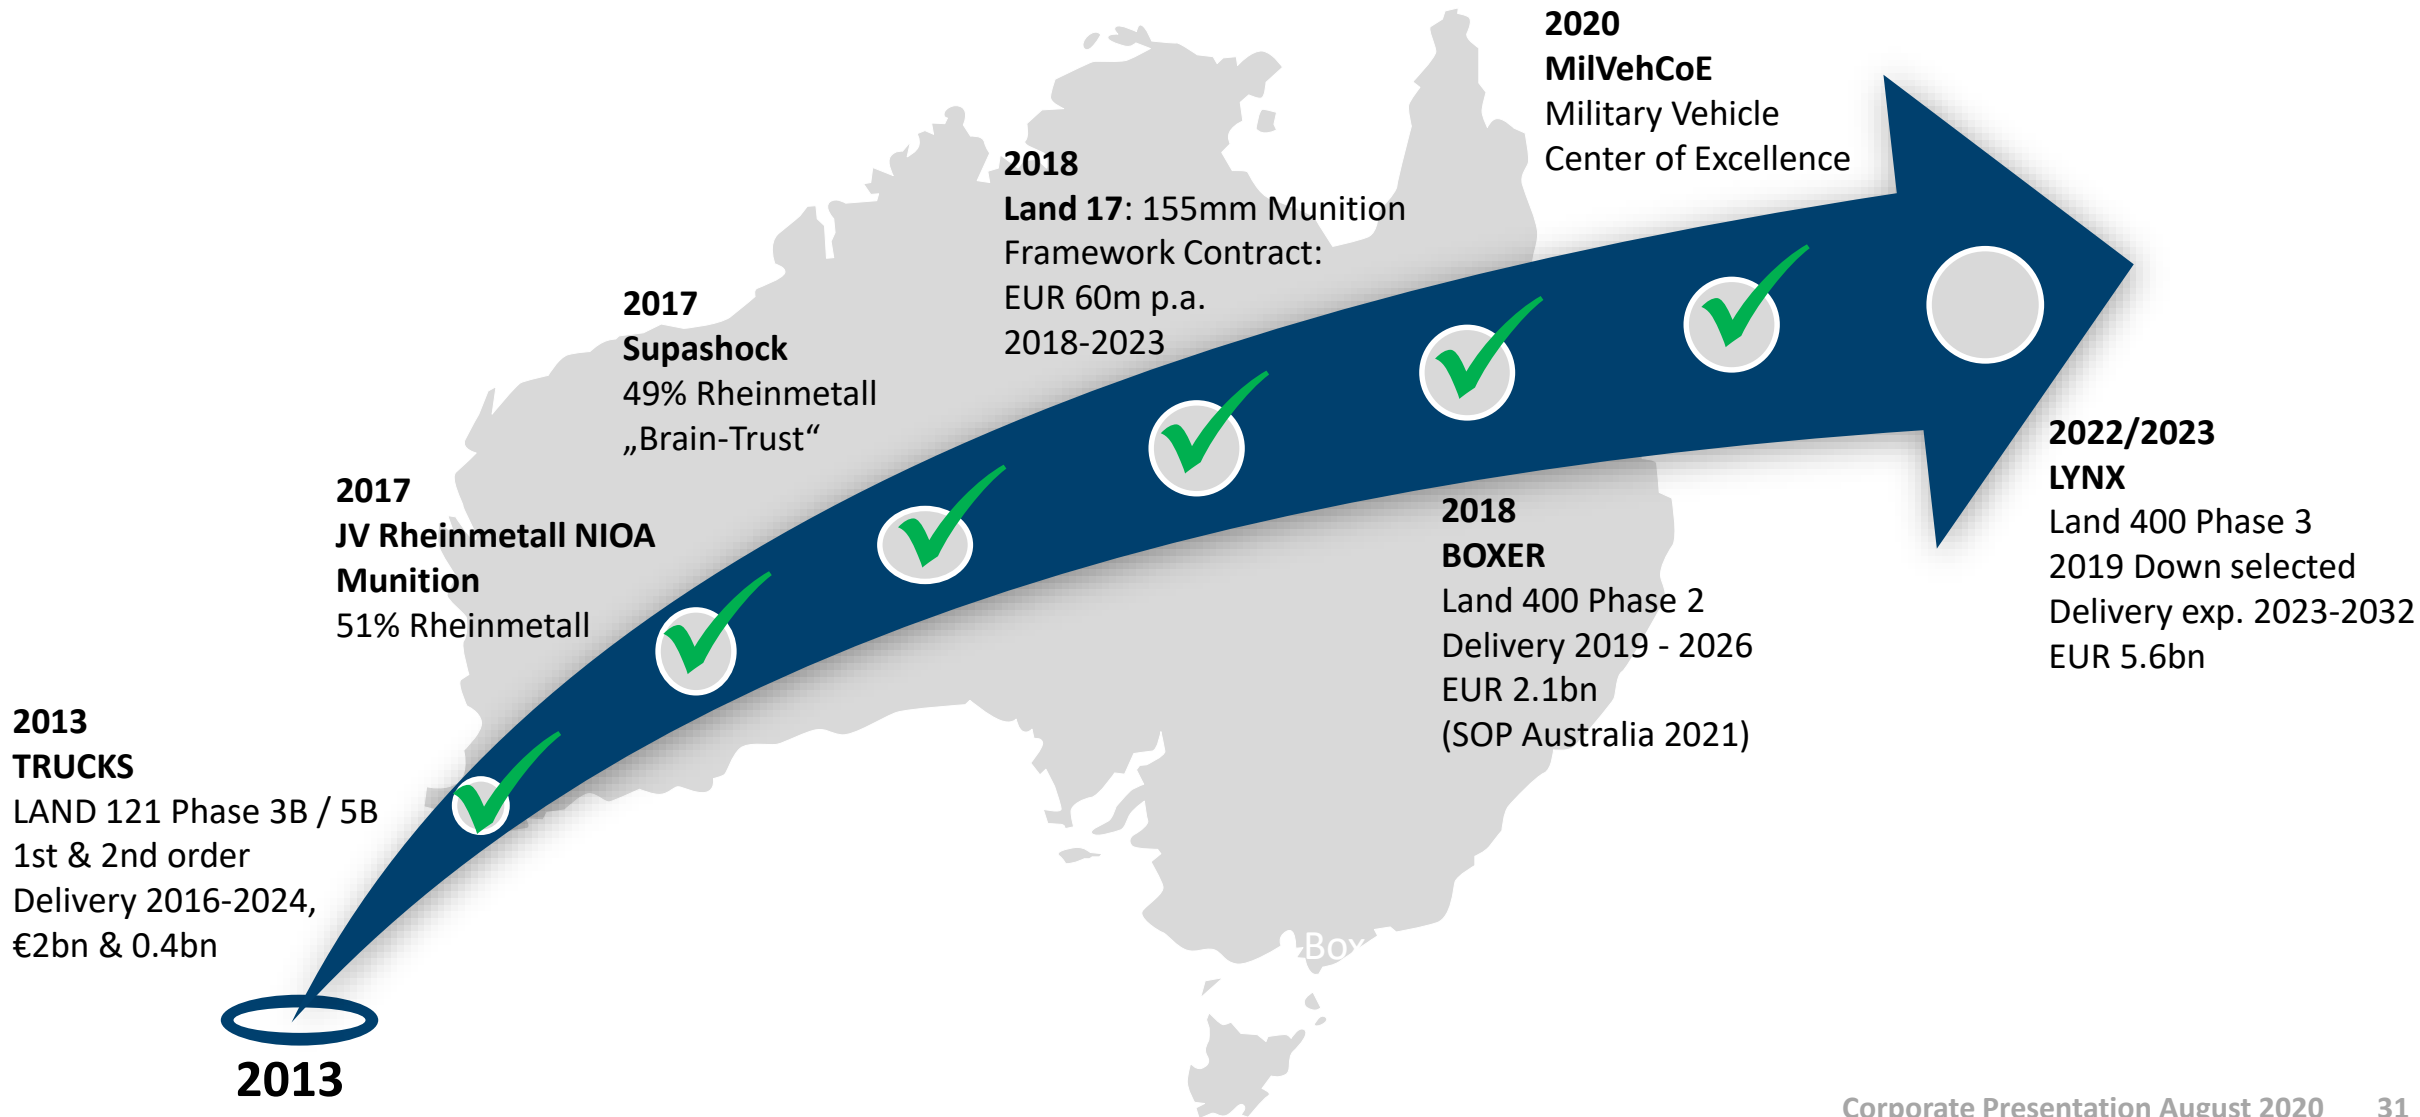 2013
TRUCKS
LAND 121 Phase 3B / 5B
1st & 2nd order
Delivery 2016-2024,
€2bn & 0.4bn
2013
2017
JV Rheinmetall NIOA
Munition
51% Rheinmetall
2017
Supashock
49% Rheinmetall
„Brain-Trust“
2018
Land 17: 155mm Munition
Framework Contract:
EUR 60m p.a.
2018-2023
2018
BOXER
Land 400 Phase 2
Delivery 2019 - 2026
EUR 2.1bn
(SOP Australia 2021)
2020
MilVehCoE
Military Vehicle
Center of Excellence
2022/2023
LYNX
Land 400 Phase 3
2019 Down selected
Delivery exp. 2023-2032
EUR 5.6bn
Corporate Presentation August 2020 31